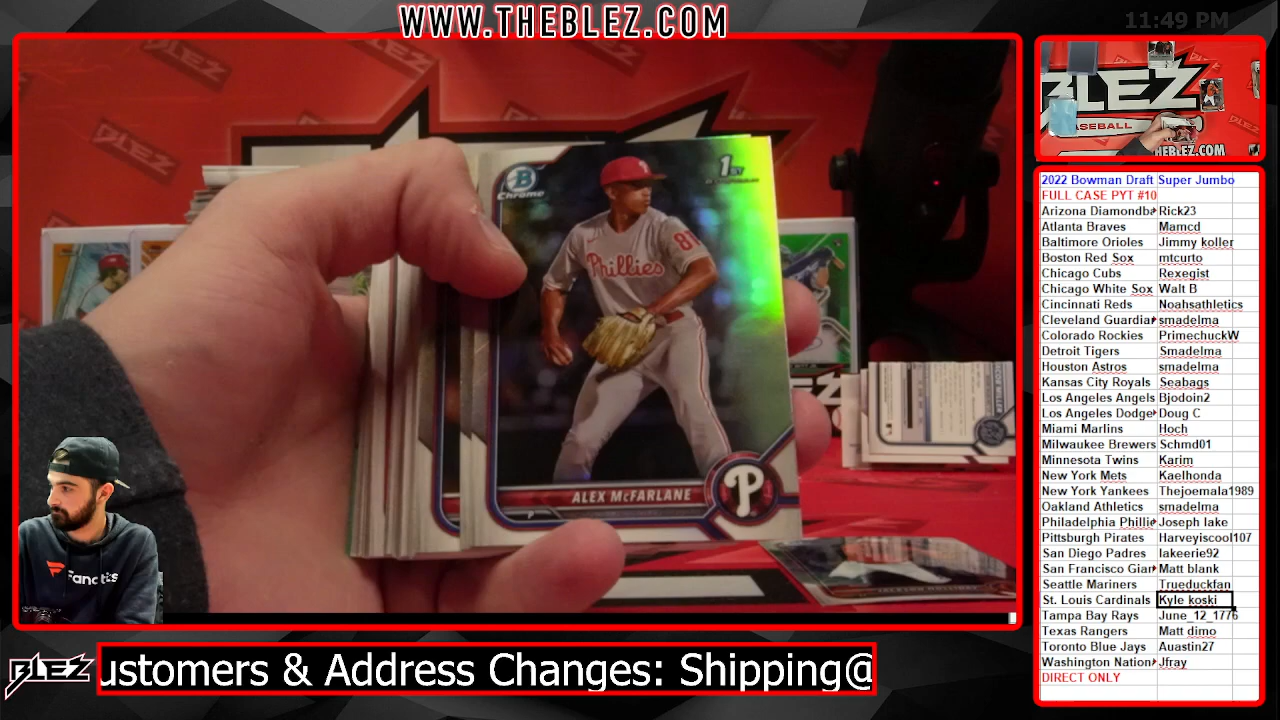 WWW.THEBLEZ.COM
11:49 PM
BLEZ
BLEZ
B
Chrome
1ST
Phillies
ALEX McFARLANE
P
P
BLEZ
BASEBALL
THEBLEZ.COM
Fanatics
2022 Bowman Draft Super Jumbo
FULL CASE PYT #10
Arizona Diamondba Rick23
Atlanta Braves Mamcd
Baltimore Orioles Jimmy koller
Boston Red Sox mtcurto
Chicago Cubs Rexegist
Chicago White Sox Walt B
Cincinnati Reds Noahsathletics
Cleveland Guardian smadelma
Colorado Rockies PrimechuckW
Detroit Tigers Smadelma
Houston Astros smadelma
Kansas City Royals Seabags
Los Angeles Angels Bjodoin2
Los Angeles Dodge Doug C
Miami Marlins Hoch
Milwaukee Brewers Schmd01
Minnesota Twins Karim
New York Mets Kaelhonda
New York Yankees Thejoemala1989
Oakland Athletics smadelma
Philadelphia Phillie Joseph lake
Pittsburgh Pirates Harveyiscool107
San Diego Padres lakeerie92
San Francisco Gian Matt blank
Seattle Mariners Trueduckfan
St. Louis Cardinals Kyle koski
Tampa Bay Rays June_12_1776
Texas Rangers Matt dimo
Toronto Blue Jays Auastin27
Washington Nation Jfray
DIRECT ONLY
BLEZ
ustomers & Address Changes: Shipping@